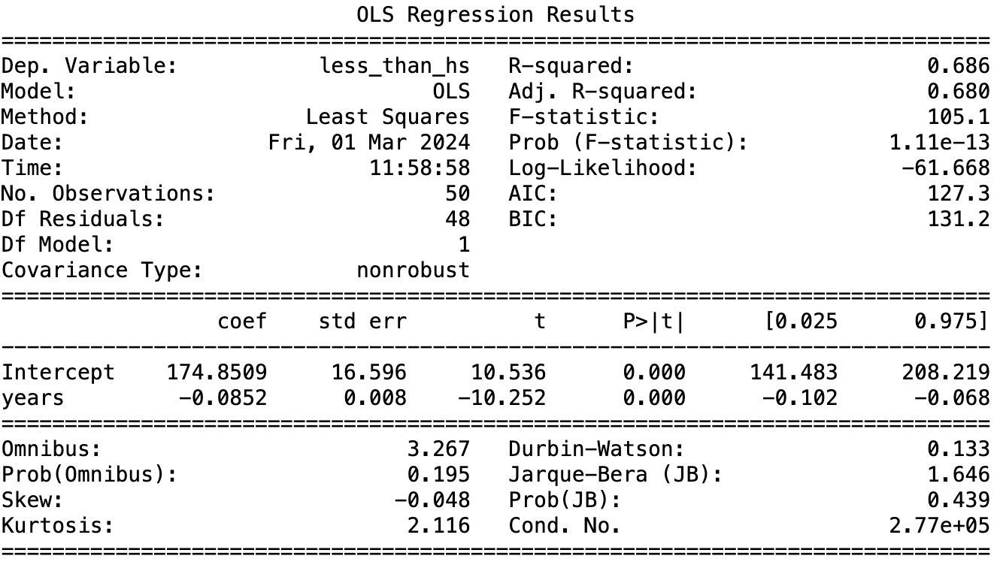 OLS Regression Results
==============================================================================
Dep. Variable:           less_than_hs   R-squared:                       0.686
Model:                            OLS   Adj. R-squared:                  0.680
Method:                 Least Squares   F-statistic:                     105.1
Date:                Fri, 01 Mar 2024   Prob (F-statistic):           1.11e-13
Time:                        11:58:58   Log-Likelihood:                -61.668
No. Observations:                  50   AIC:                             127.3
Df Residuals:                      48   BIC:                             131.2
Df Model:                           1
Covariance Type:            nonrobust
==============================================================================
                 coef    std err          t      P>|t|      [0.025      0.975]
------------------------------------------------------------------------------
Intercept    174.8509     16.596     10.536      0.000     141.483     208.219
years         -0.0852      0.008    -10.252      0.000      -0.102      -0.068
==============================================================================
Omnibus:                        3.267   Durbin-Watson:                   0.133
Prob(Omnibus):                  0.195   Jarque-Bera (JB):                1.646
Skew:                          -0.048   Prob(JB):                        0.439
Kurtosis:                       2.116   Cond. No.                     2.77e+05
==============================================================================